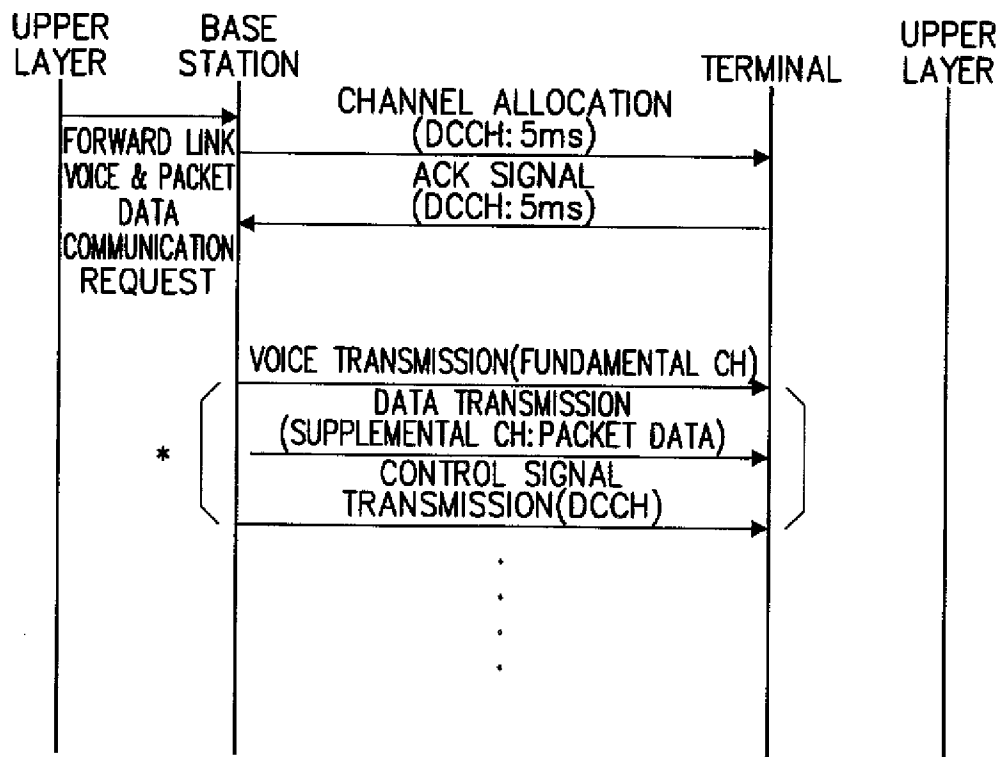 UPPER
LAYER
BASE
STATION
TERMINAL
UPPER
LAYER
CHANNEL ALLOCATION
(DCCH: 5ms)
FORWARD LINK
VOICE & PACKET
DATA
COMMUNICATION
REQUEST
ACK SIGNAL
(DCCH: 5ms)
VOICE TRANSMISSION(FUNDAMENTAL CH)
DATA TRANSMISSION
(SUPPLEMENTAL CH:PACKET DATA)
*
CONTROL SIGNAL
TRANSMISSION(DCCH)